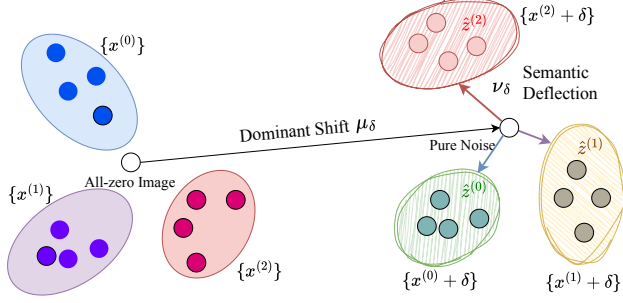 {x^{(0)}}
{x^{(2)} + δ}
ẑ^{(2)}
ν_δ
Semantic
Deflection
Dominant Shift μ_δ
Pure Noise
ẑ^{(1)}
All-zero Image
{x^{(1)}}
ẑ^{(0)}
{x^{(2)}}
{x^{(0)} + δ}
{x^{(1)} + δ}